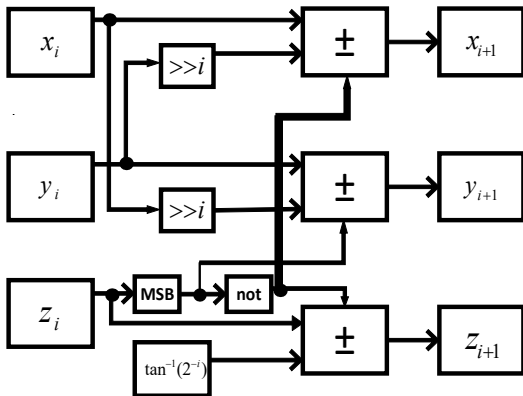 x_i
>>i
±
x_{i+1}
y_i
>>i
±
y_{i+1}
z_i
MSB
not
±
z_{i+1}
tan⁻¹(2⁻ⁱ)